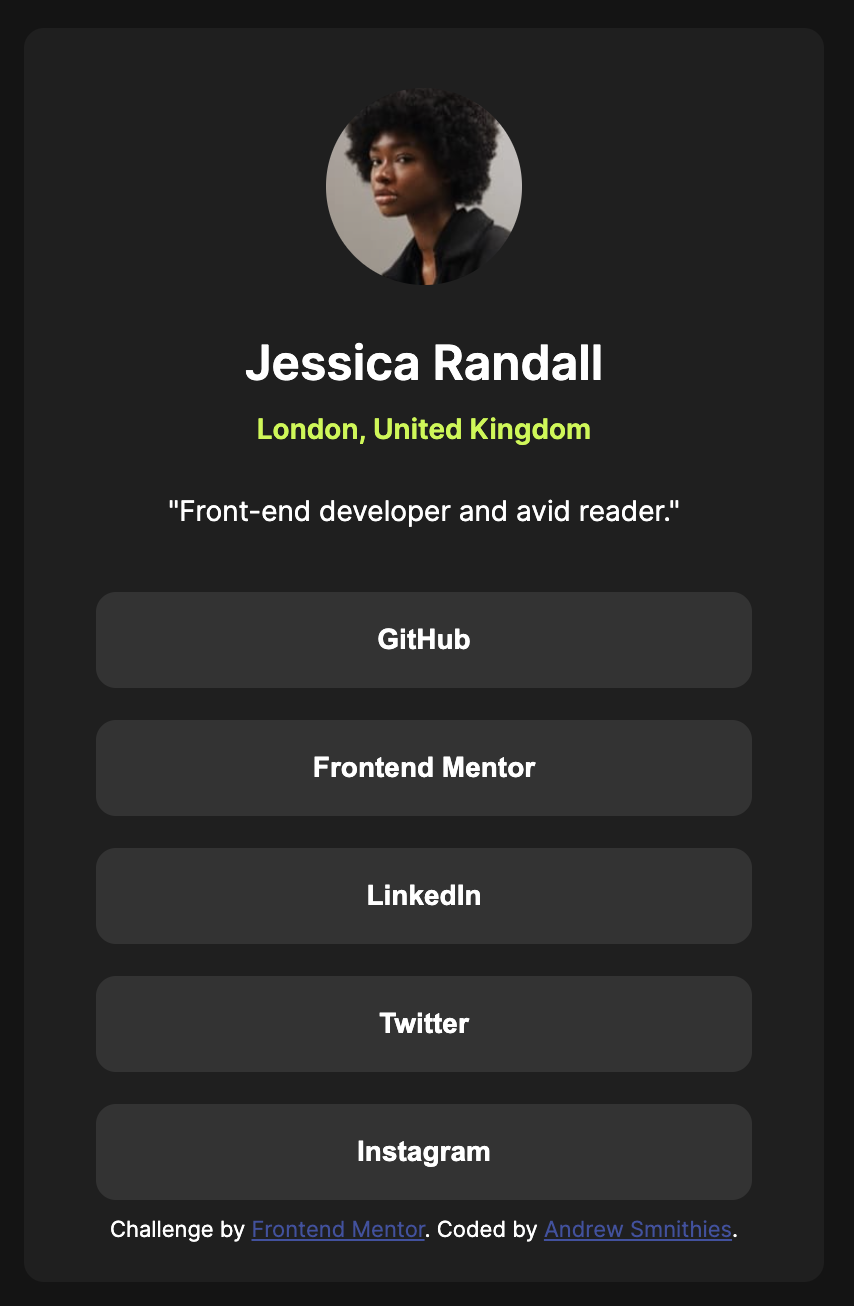 Jessica Randall
London, United Kingdom
"Front-end developer and avid reader."
GitHub
Frontend Mentor
LinkedIn
Twitter
Instagram
Challenge by Frontend Mentor. Coded by Andrew Smnithies.